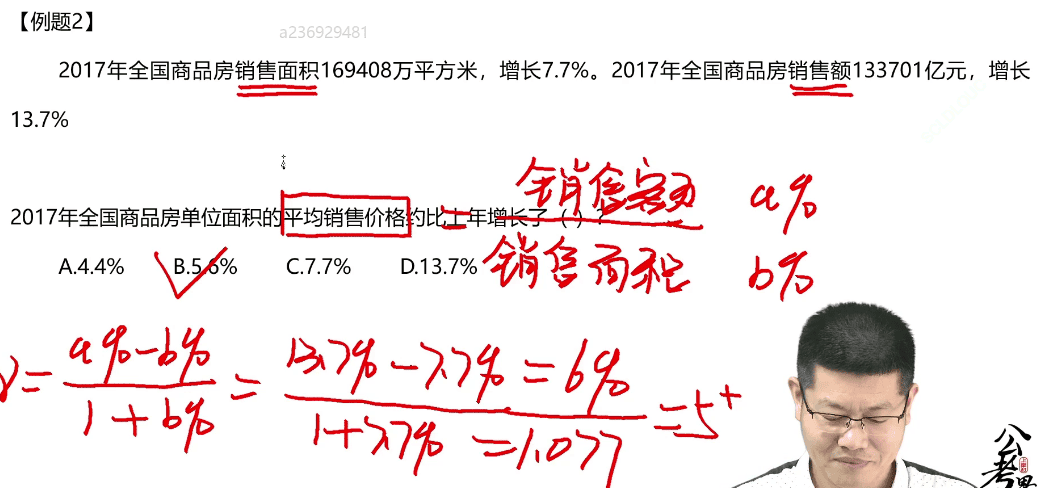 【例题2】
a236929481
2017年全国商品房销售面积169408万平方米，增长7.7%。2017年全国商品房销售额133701亿元，增长
13.7%
2017年全国商品房单位面积的平均销售价格约比上年增长了（ ）？
= 销售额 / 销售面积
a%
b%
A.4.4% B.5.6% C.7.7% D.13.7%
r = a%-b% / 1+b% = 13.7%-7.7%=6% / 1+7.7%=1.077 =5+
公考